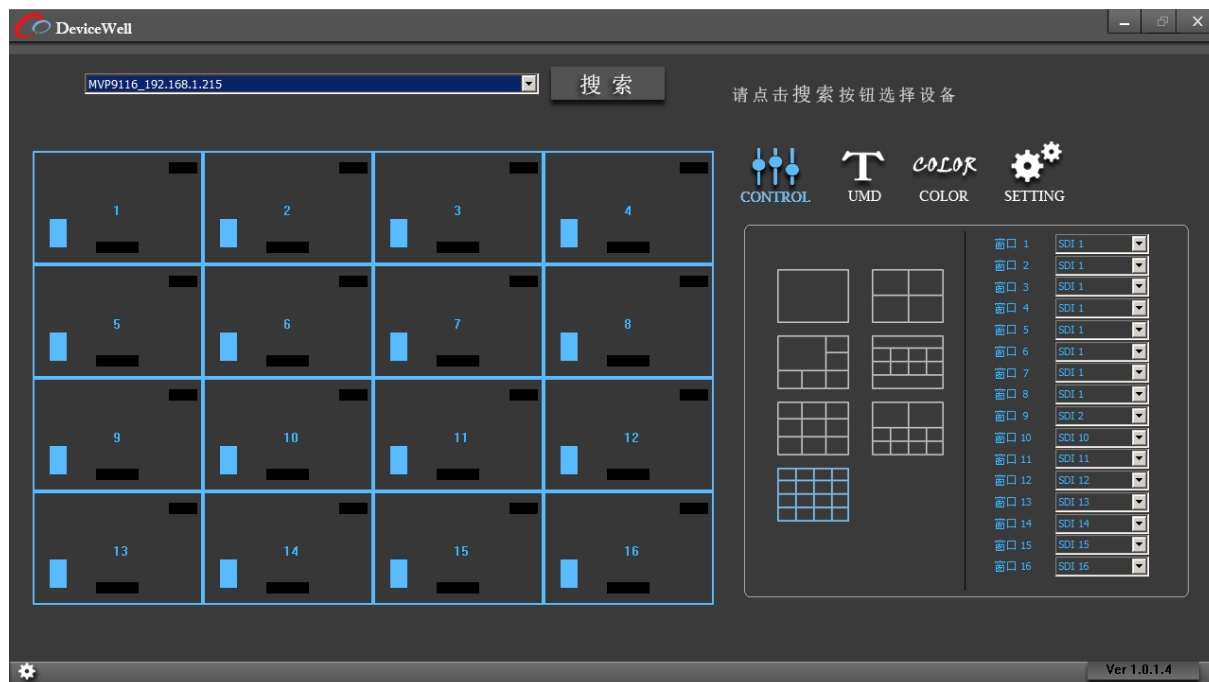 DeviceWell
MVP9116_192.168.1.215
搜索
请点击搜索按钮选择设备
CONTROL
UMD
COLOR
COLOR
SETTING
1
2
3
4
5
6
7
8
9
10
11
12
13
14
15
16
窗口 1 SDI 1
窗口 2 SDI 1
窗口 3 SDI 1
窗口 4 SDI 1
窗口 5 SDI 1
窗口 6 SDI 1
窗口 7 SDI 1
窗口 8 SDI 1
窗口 9 SDI 2
窗口 10 SDI 10
窗口 11 SDI 11
窗口 12 SDI 12
窗口 13 SDI 13
窗口 14 SDI 14
窗口 15 SDI 15
窗口 16 SDI 16
Ver 1.0.1.4